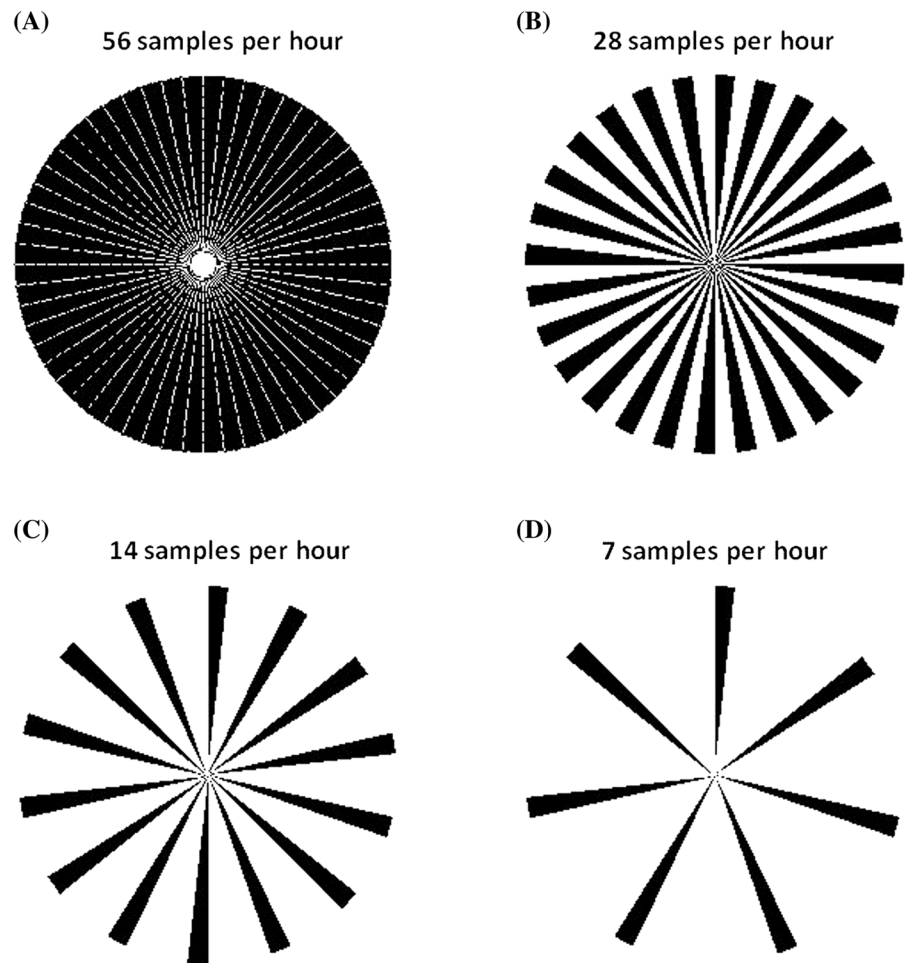 (A)
56 samples per hour
(B)
28 samples per hour
(C)
14 samples per hour
(D)
7 samples per hour